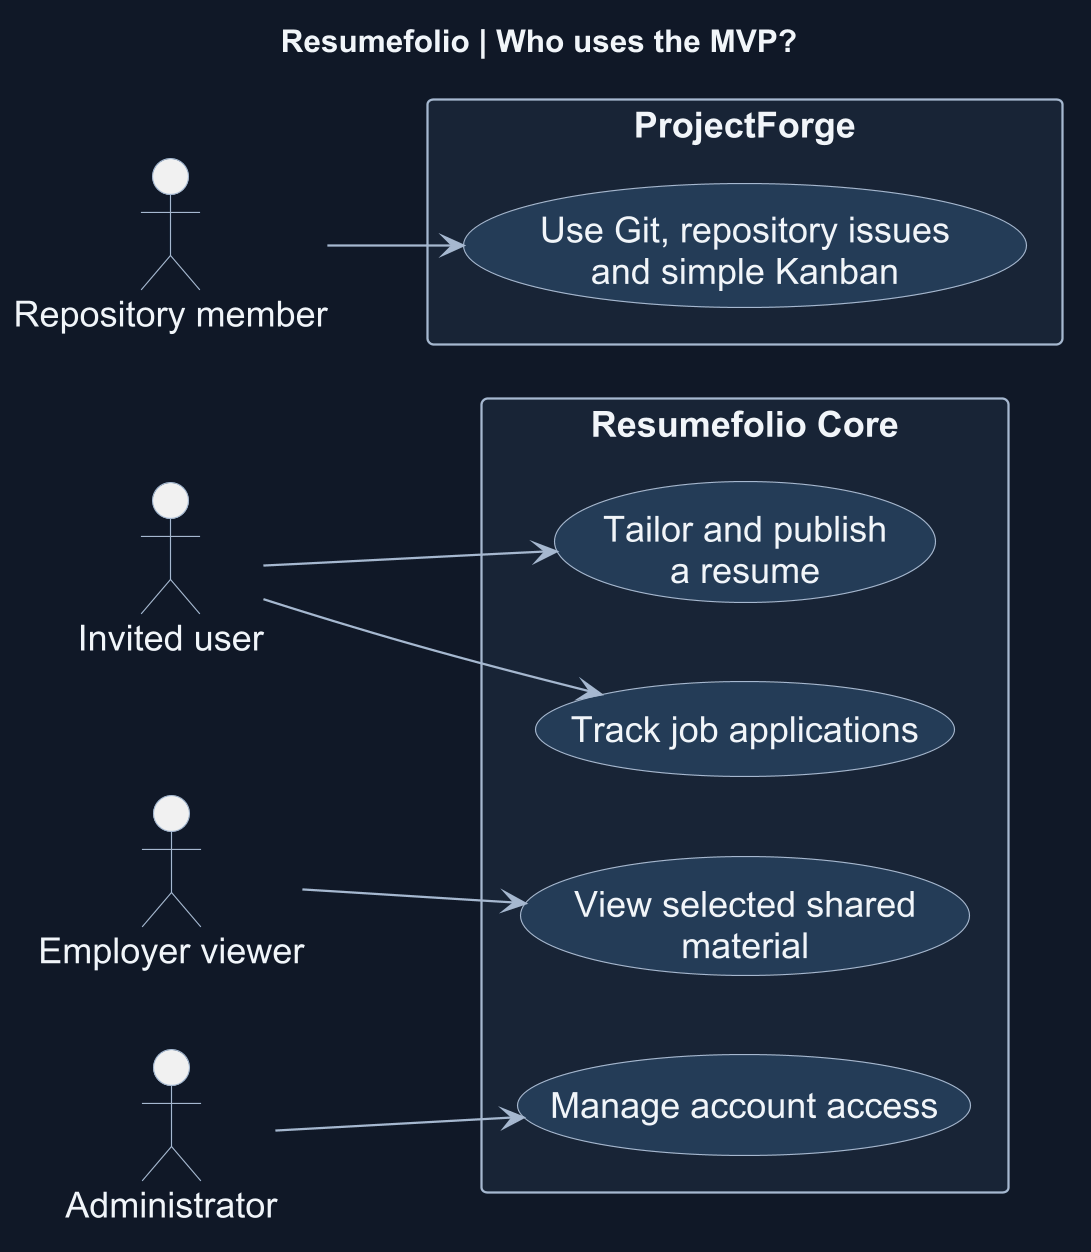 Resumefolio | Who uses the MVP?
ProjectForge
Use Git, repository issues
and simple Kanban
Repository member
Resumefolio Core
Tailor and publish
a resume
Invited user
Track job applications
View selected shared
material
Employer viewer
Manage account access
Administrator